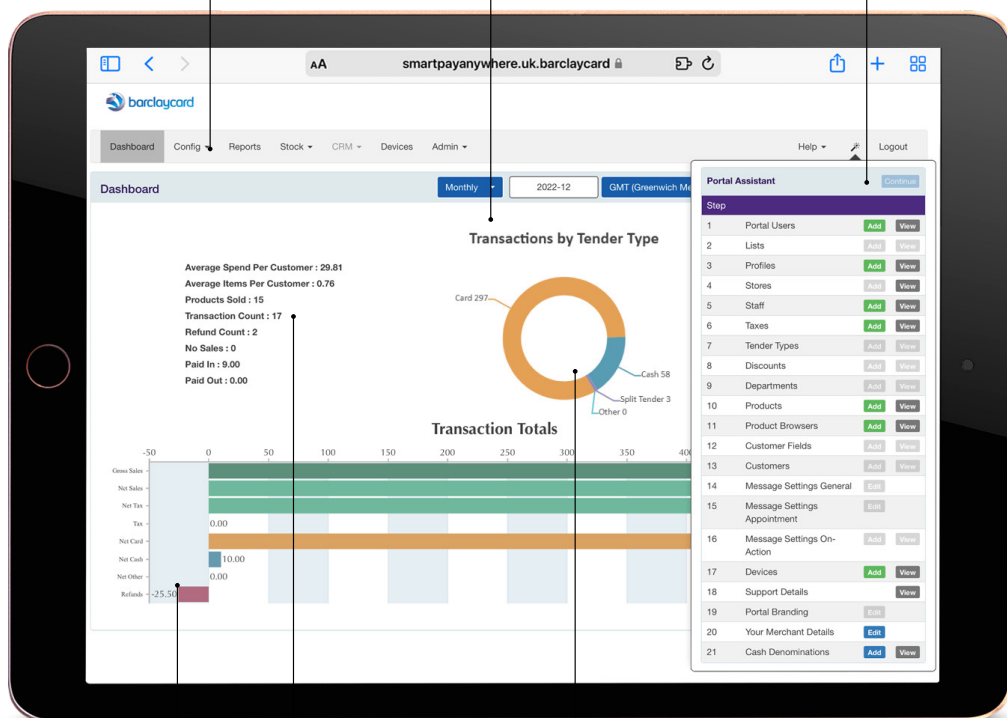 AA smartpayanywhere.uk.barclaycard
barclaycard
Dashboard Config Reports Stock CRM Devices Admin Help Logout
Dashboard Monthly 2022-12 GMT (Greenwich Me
Portal Assistant Continue
Step
1 Portal Users Add View
2 Lists Add View
3 Profiles Add View
4 Stores Add View
5 Staff Add View
6 Taxes Add View
7 Tender Types Add View
8 Discounts Add View
9 Departments Add View
10 Products Add View
11 Product Browsers Add View
12 Customer Fields Add View
13 Customers Add View
14 Message Settings General Edit
15 Message Settings Edit
Appointment
16 Message Settings On- Add View
Action
17 Devices Add View
18 Support Details View
19 Portal Branding Edit
20 Your Merchant Details Edit
21 Cash Denominations Add View
Average Spend Per Customer : 29.81
Average Items Per Customer : 0.76
Products Sold : 15
Transaction Count : 17
Refund Count : 2
No Sales : 0
Paid In : 9.00
Paid Out : 0.00
Transactions by Tender Type
Card 297
Cash 58
Split Tender 3
Other 0
Transaction Totals
-50 0 50 100 150 200 250 300 350 400
Gross Sales
Net Sales
Net Tax
Tax 0.00
Net Card
Net Cash 10.00
Net Other 0.00
Refunds -25.50